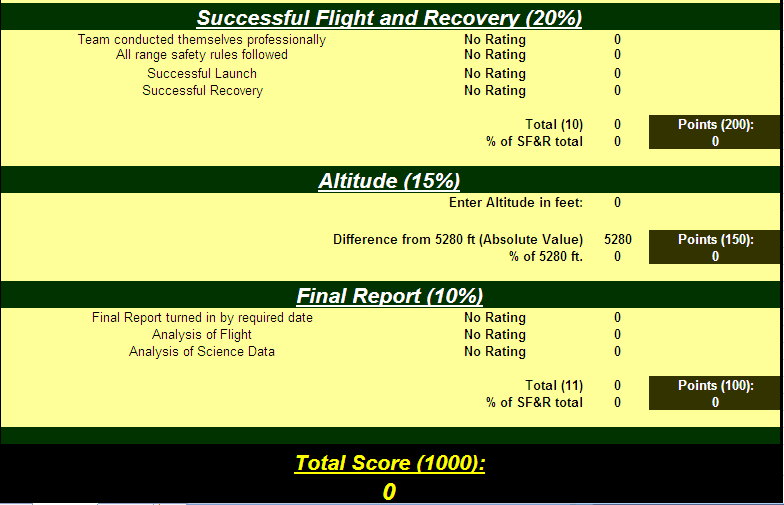 Successful Flight and Recovery (20%)
Team conducted themselves professionally No Rating 0
All range safety rules followed No Rating 0
Successful Launch No Rating 0
Successful Recovery No Rating 0
Total (10) 0 Points (200):
% of SF&R total 0 0
Altitude (15%)
Enter Altitude in feet: 0
Difference from 5280 ft (Absolute Value) 5280 Points (150):
% of 5280 ft. 0 0
Final Report (10%)
Final Report turned in by required date No Rating 0
Analysis of Flight No Rating 0
Analysis of Science Data No Rating 0
Total (11) 0 Points (100):
% of SF&R total 0 0
Total Score (1000):
0